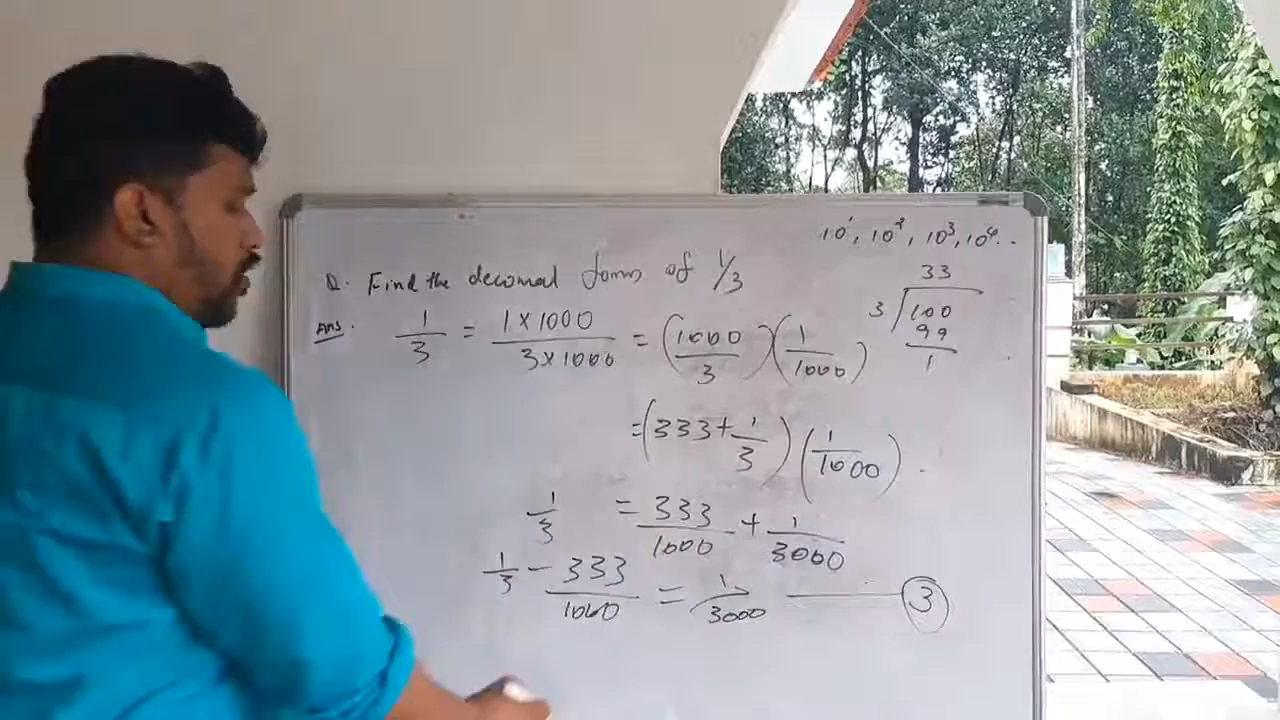 10¹, 10², 10³, 10⁴..
Q. Find the decimal form of 1/3
Ans. 1/3 = 1×1000/3×1000 = (1000/3)(1/1000)
33
3 100
99
1
=(333+1/3)(1/1000).
1/3 = 333/1000 + 1/3000
1/3 - 333/1000 = 1/3000 ——— 3